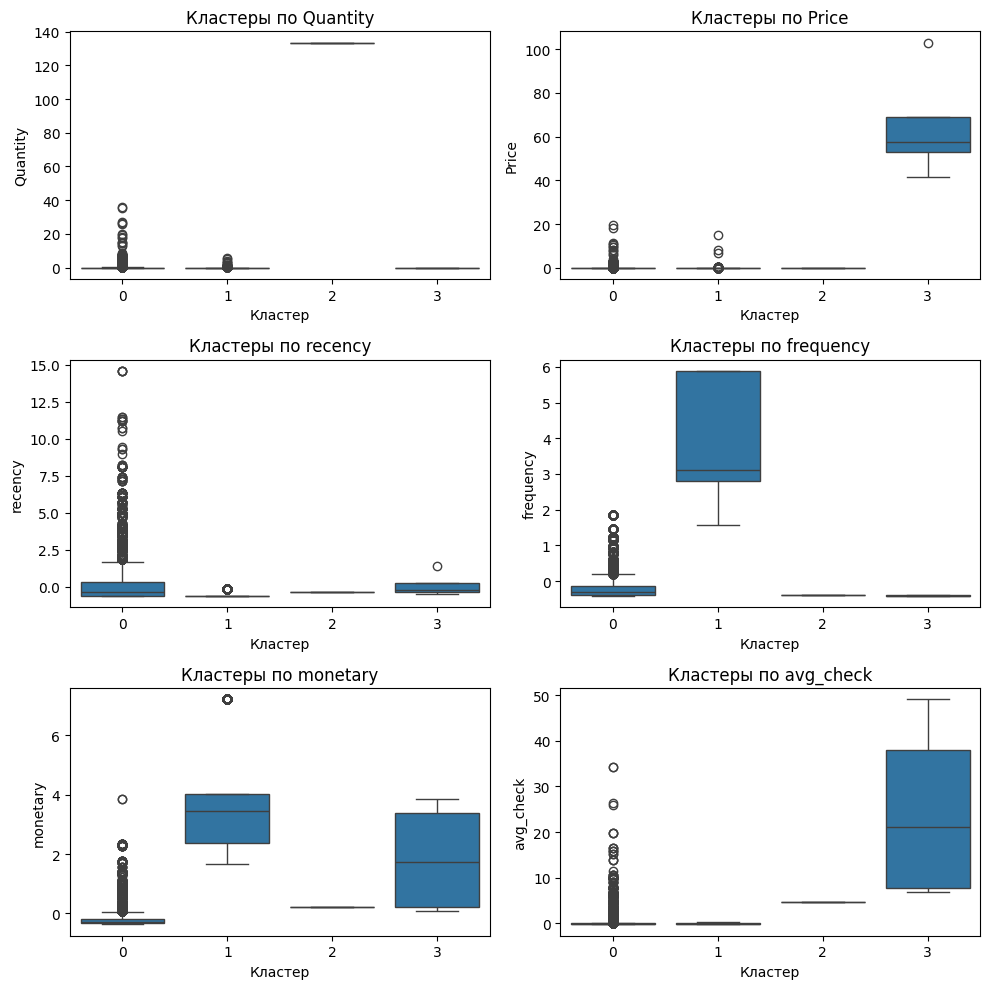 Кластеры по Quantity
Quantity
140
120
100
80
60
40
20
0
0 1 2 3
Кластер
Кластеры по Price
Price
100
80
60
40
20
0
0 1 2 3
Кластер
Кластеры по recency
recency
15.0
12.5
10.0
7.5
5.0
2.5
0.0
0 1 2 3
Кластер
Кластеры по frequency
frequency
6
5
4
3
2
1
0
0 1 2 3
Кластер
Кластеры по monetary
monetary
6
4
2
0
0 1 2 3
Кластер
Кластеры по avg_check
avg_check
50
40
30
20
10
0
0 1 2 3
Кластер